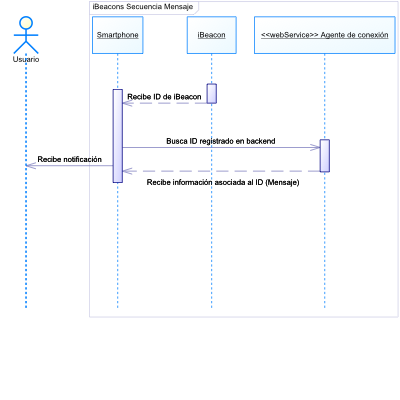 iBeacons Secuencia Mensaje
Smartphone
iBeacon
<<webService>> Agente de conexión
Usuario
Recibe ID de iBeacon
Busca ID registrado en backend
Recibe notificación
Recibe información asociada al ID (Mensaje)